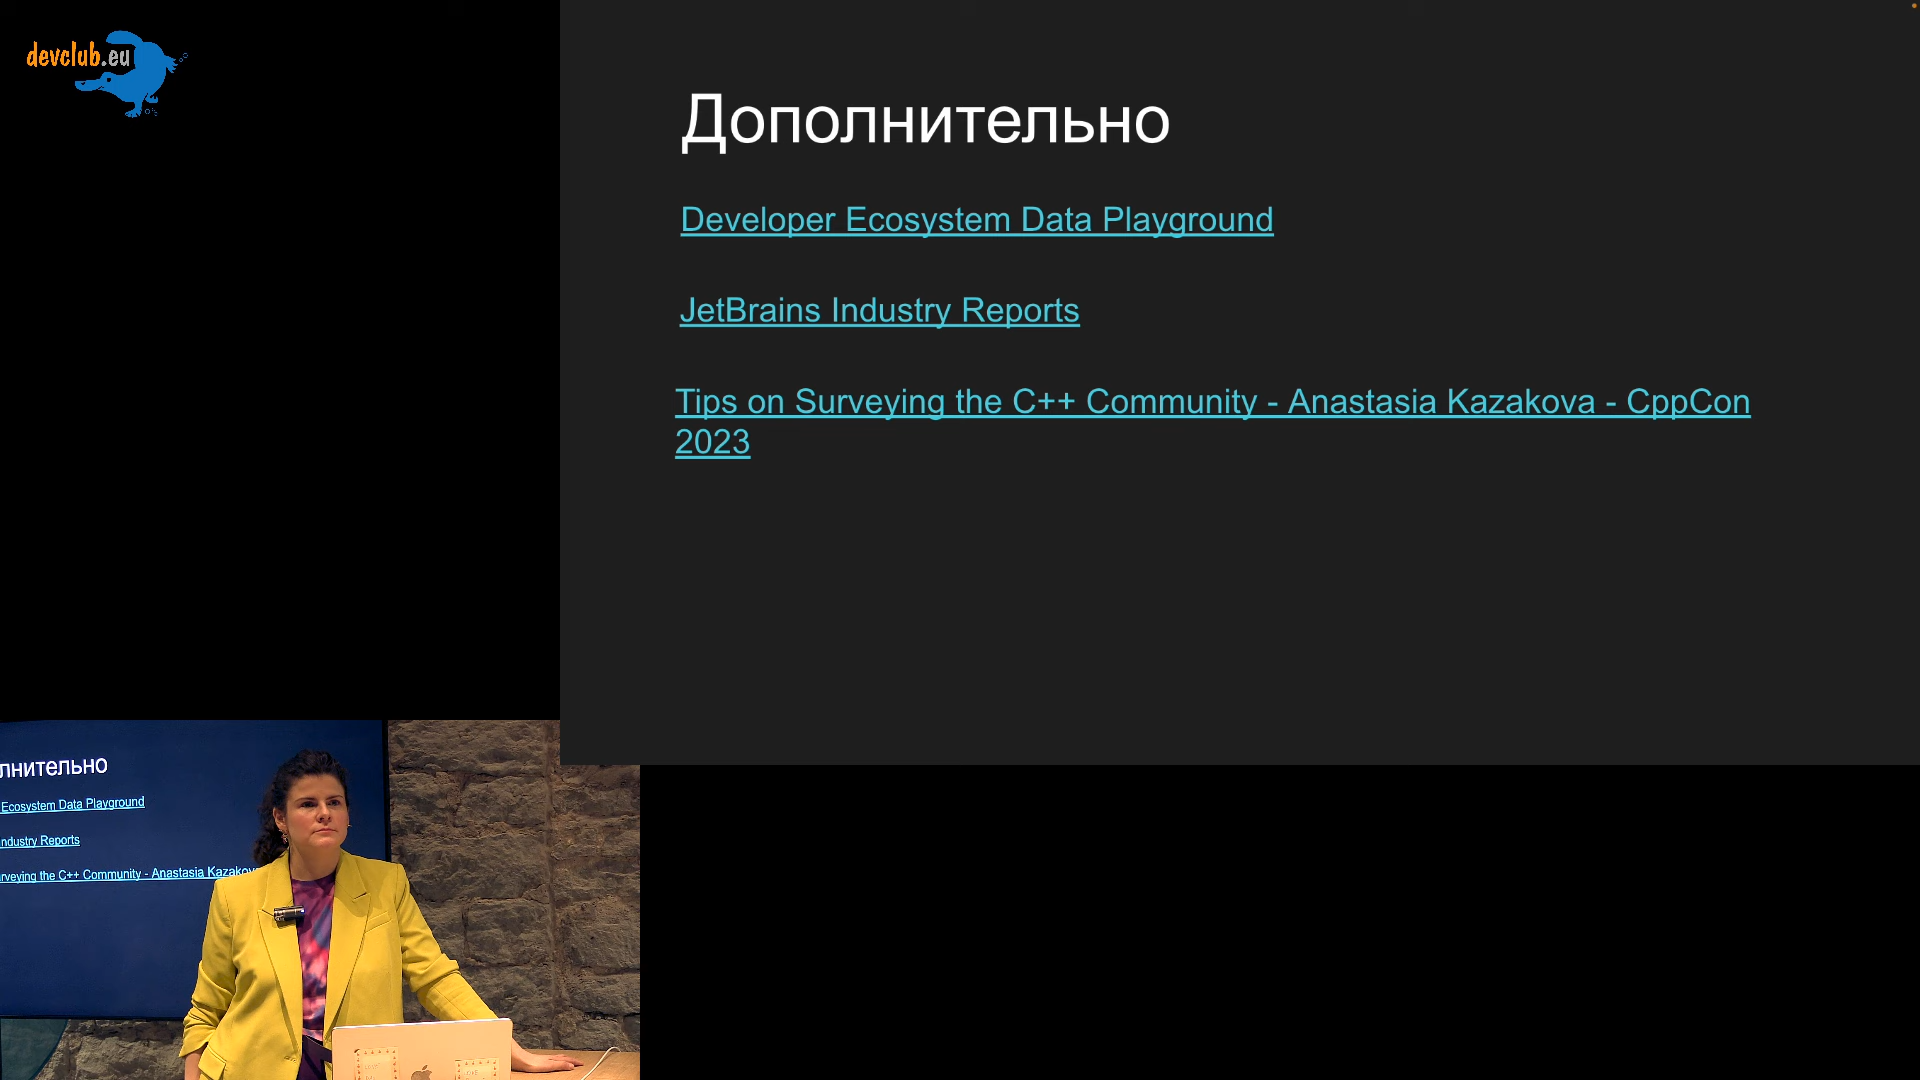 devclub.eu
Дополнительно
Developer Ecosystem Data Playground
JetBrains Industry Reports
Tips on Surveying the C++ Community - Anastasia Kazakova - CppCon
2023
лнительно
Ecosystem Data Playground
ndustry Reports
rveying the C++ Community - Anastasia Kazakov